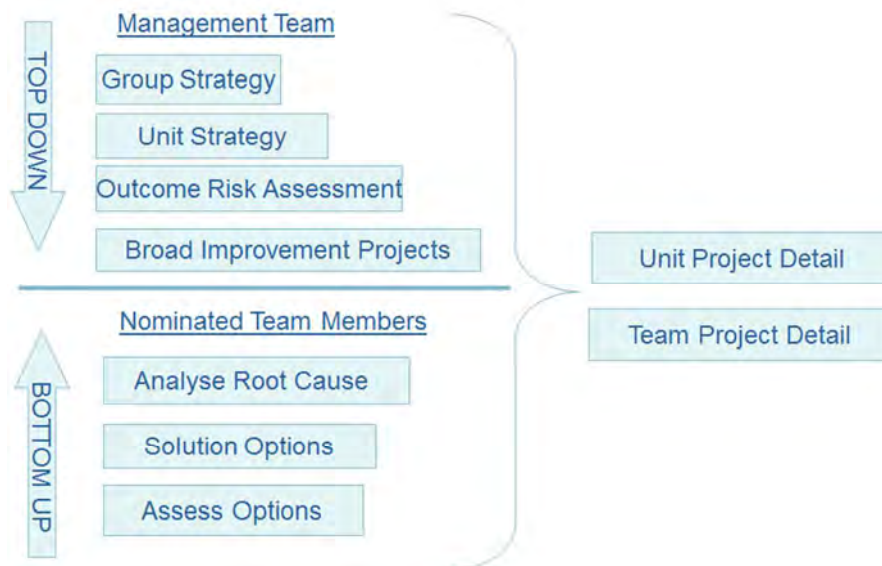 Management Team
TOP DOWN
Group Strategy
Unit Strategy
Outcome Risk Assessment
Broad Improvement Projects
Unit Project Detail
Nominated Team Members
Team Project Detail
BOTTOM UP
Analyse Root Cause
Solution Options
Assess Options